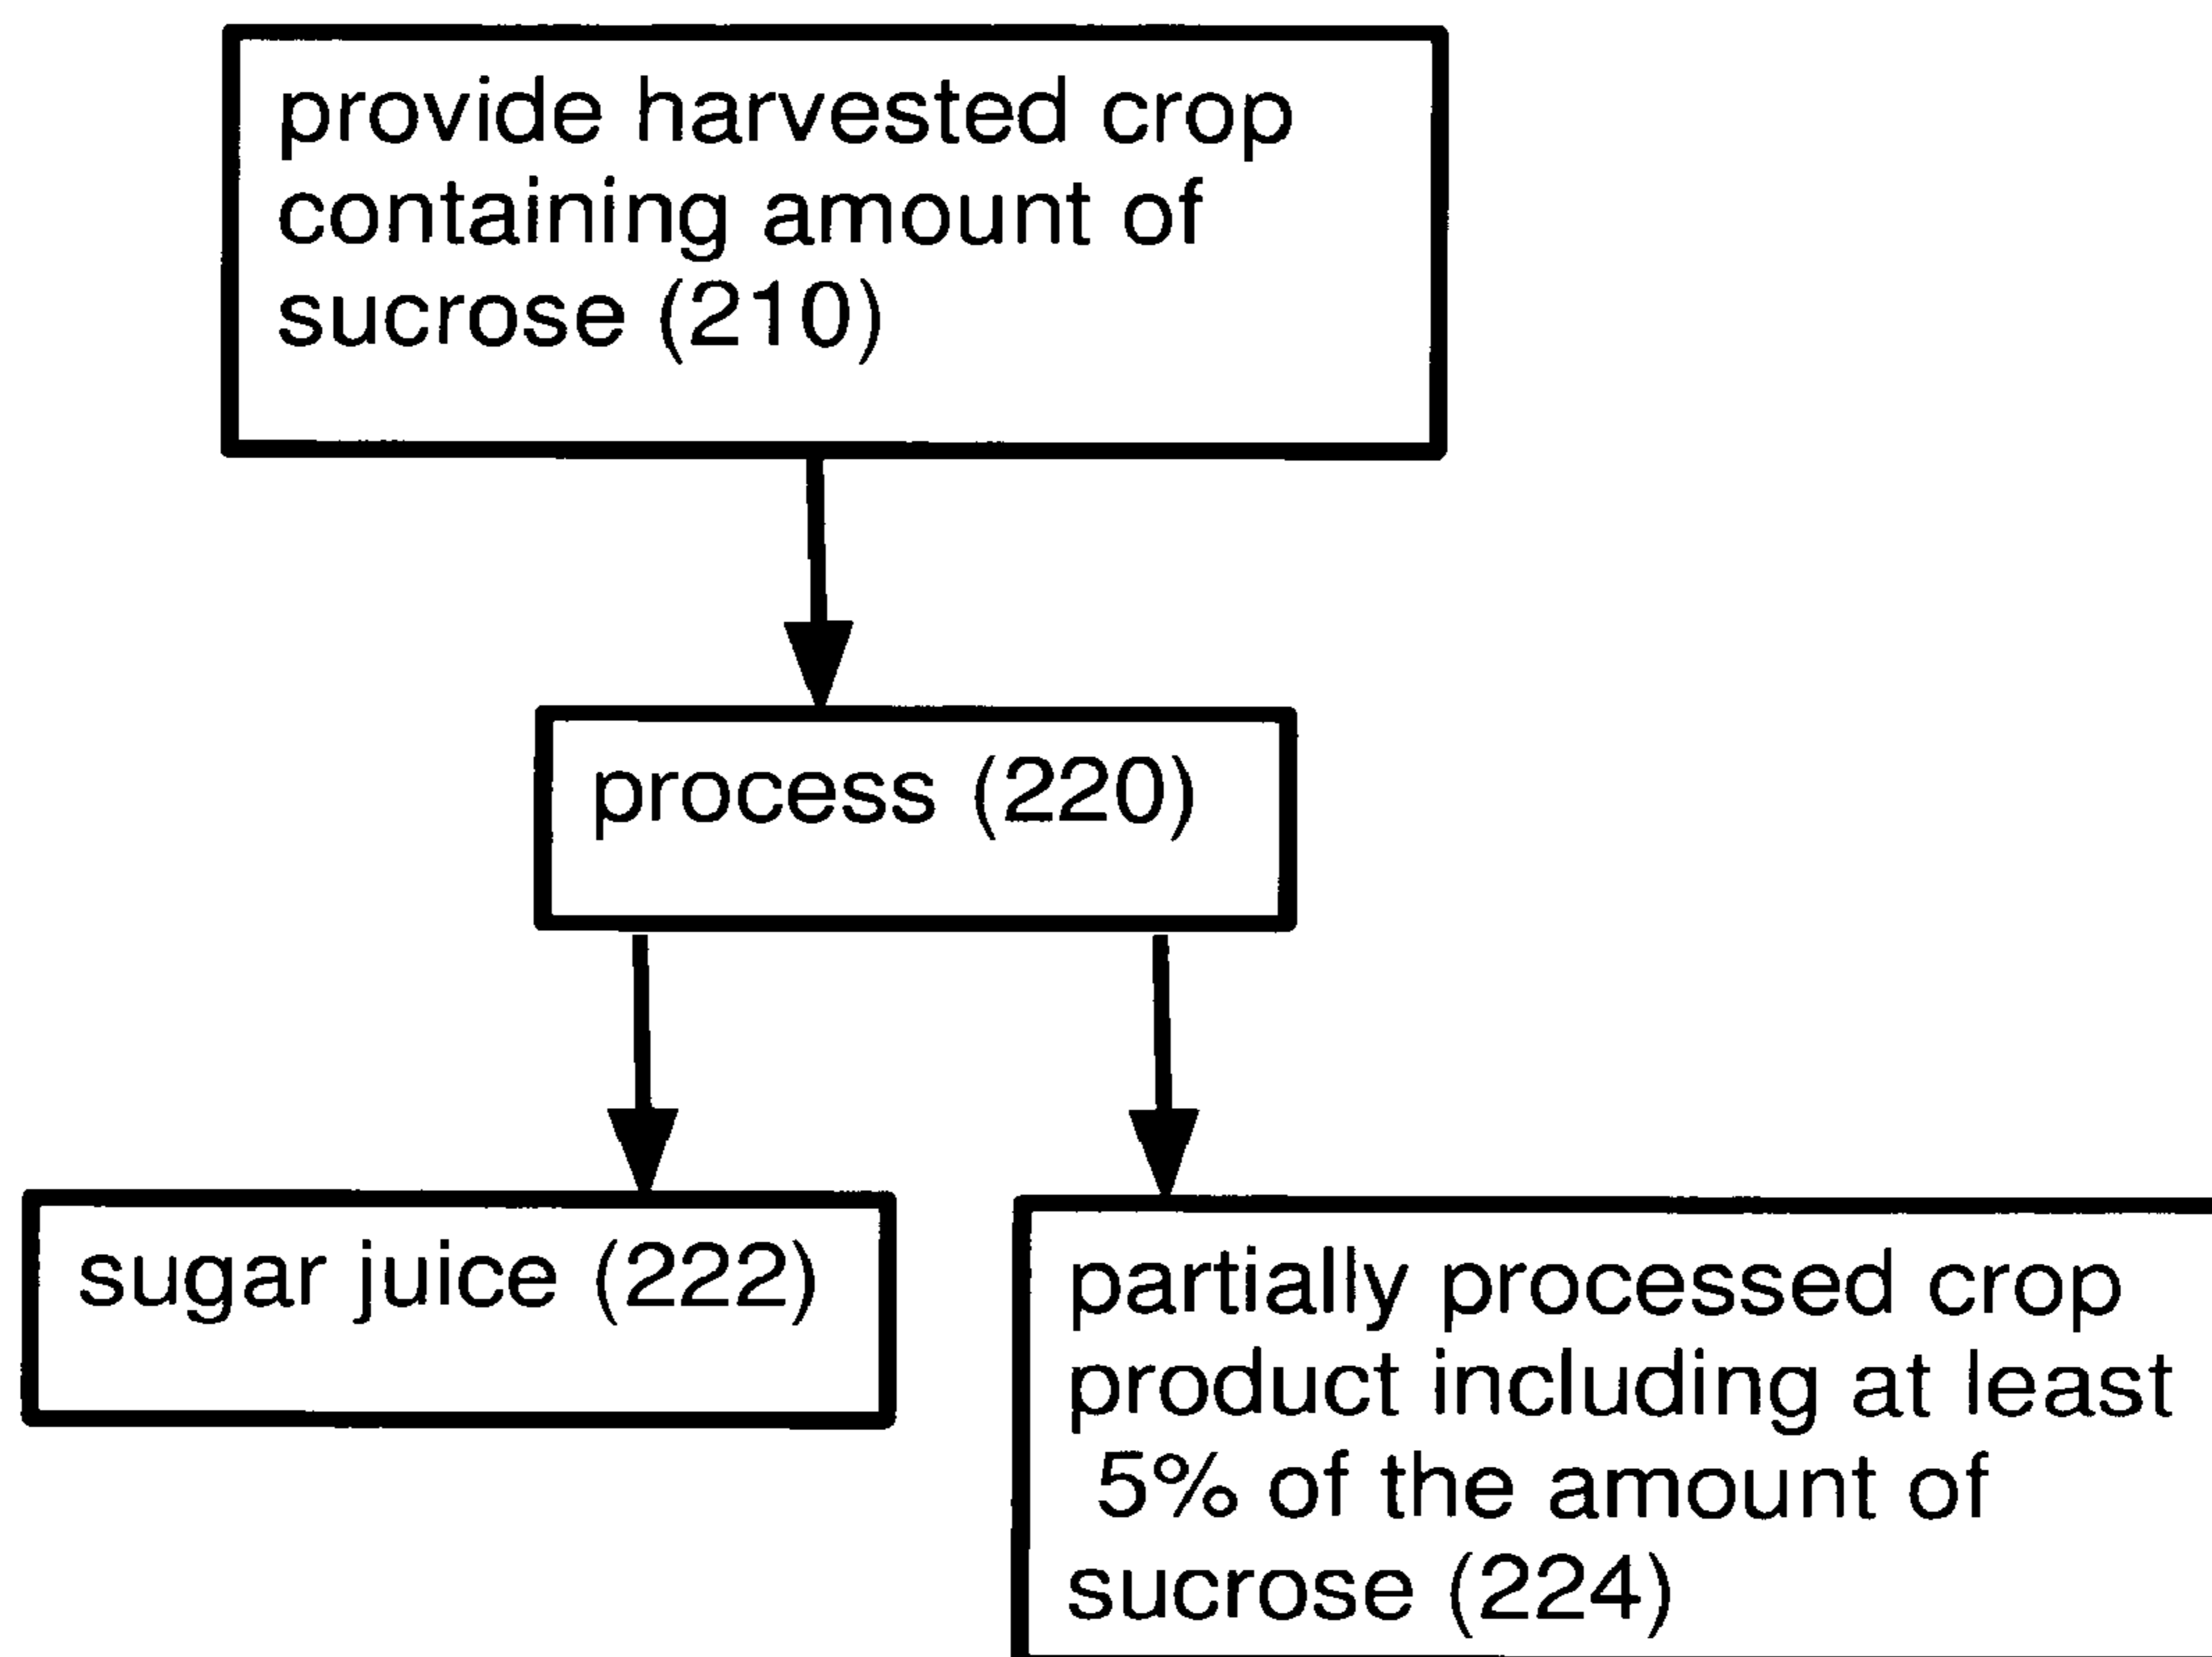 provide harvested crop
containing amount of
sucrose (210)
process (220)
sugar juice (222)
partially processed crop
product including at least
5% of the amount of
sucrose (224)